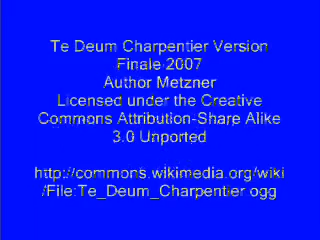 Te Deum Charpentier Version
Finale 2007
Author Metzner
Licensed under the Creative
Commons Attribution-Share Alike
3.0 Unported
http://commons.wikimedia.org/wiki
/File:Te_Deum_Charpentier.ogg